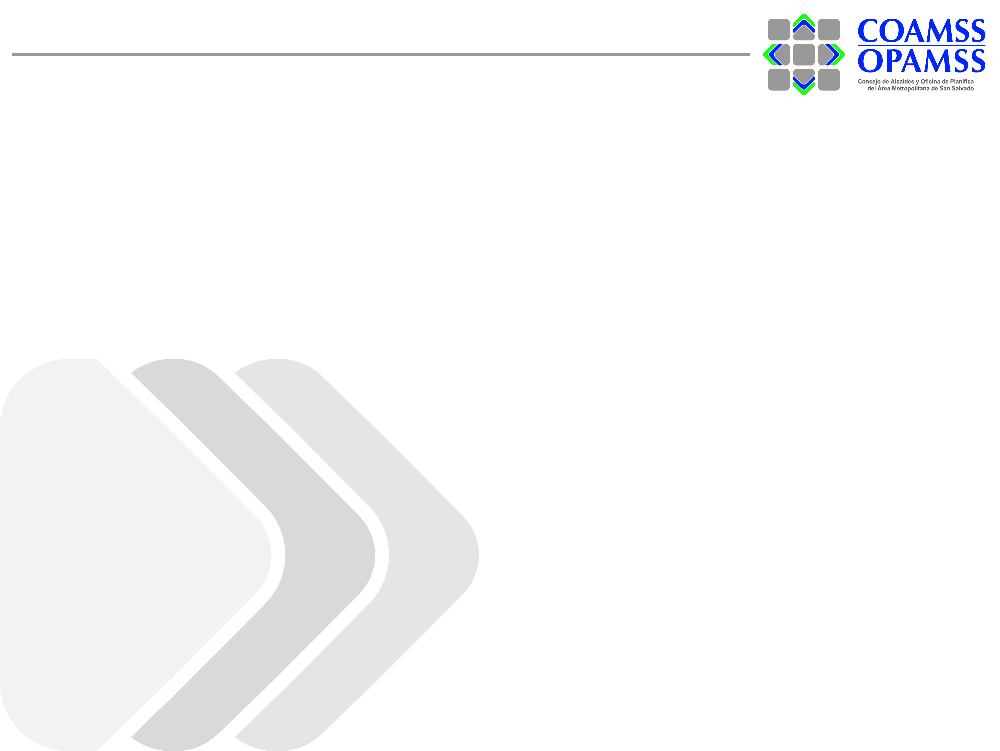 COAMSS
OPAMSS
Consejo de Alcaldes y Oficina de Planifica
del Área Metropolitana de San Salvado